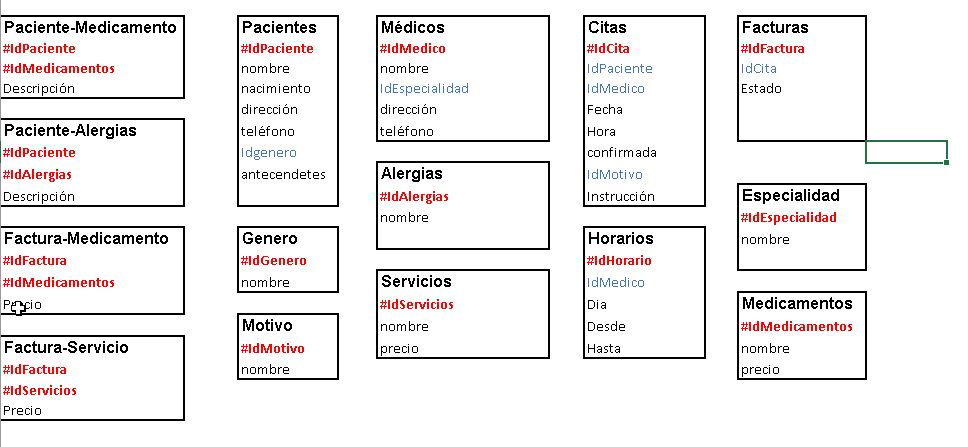 Paciente-Medicamento
#IdPaciente
#IdMedicamentos
Descripción
Paciente-Alergias
#IdPaciente
#IdAlergias
Descripción
Factura-Medicamento
#IdFactura
#IdMedicamentos
Precio
Factura-Servicio
#IdFactura
#IdServicios
Precio
Pacientes
#IdPaciente
nombre
nacimiento
dirección
teléfono
Idgenero
antecendetes
Genero
#IdGenero
nombre
Motivo
#IdMotivo
nombre
Médicos
#IdMedico
nombre
IdEspecialidad
dirección
teléfono
Alergias
#IdAlergias
nombre
Servicios
#IdServicios
nombre
precio
Citas
#IdCita
IdPaciente
IdMedico
Fecha
Hora
confirmada
IdMotivo
Instrucción
Horarios
#IdHorario
IdMedico
Dia
Desde
Hasta
Facturas
#IdFactura
IdCita
Estado
Especialidad
#IdEspecialidad
nombre
Medicamentos
#IdMedicamentos
nombre
precio